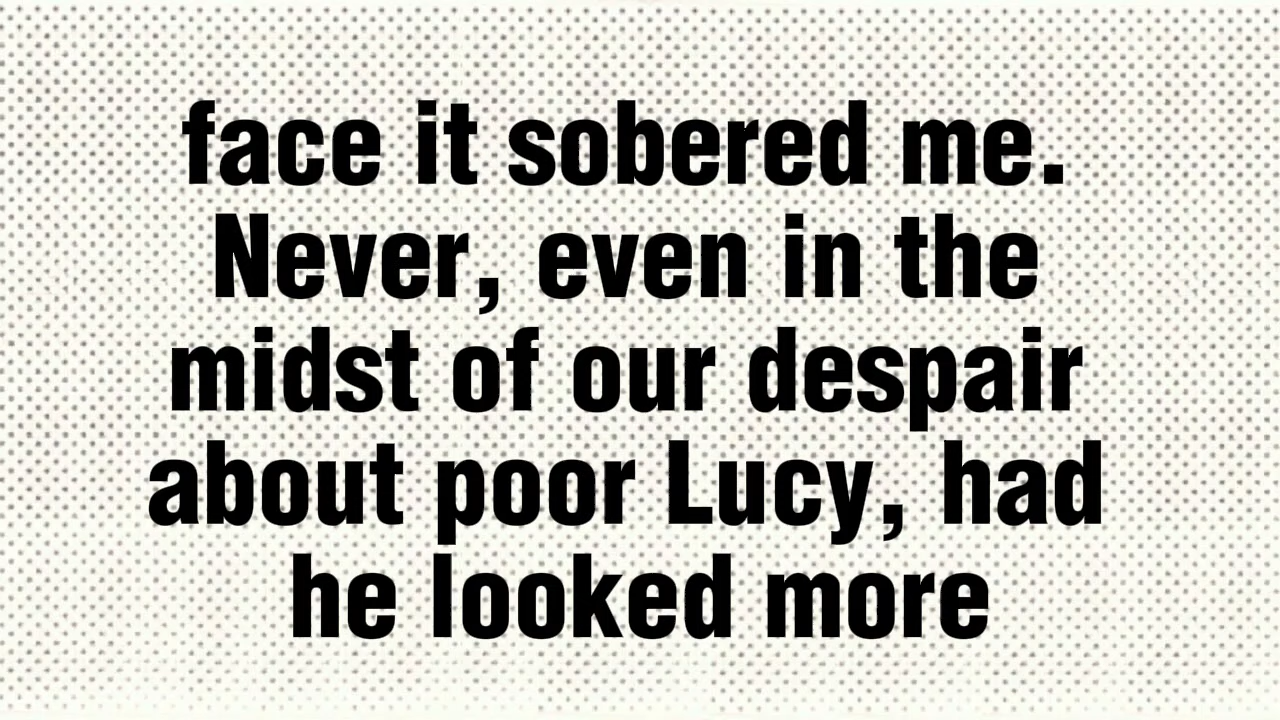 face it sobered me.
Never, even in the
midst of our despair
about poor Lucy, had
he looked more